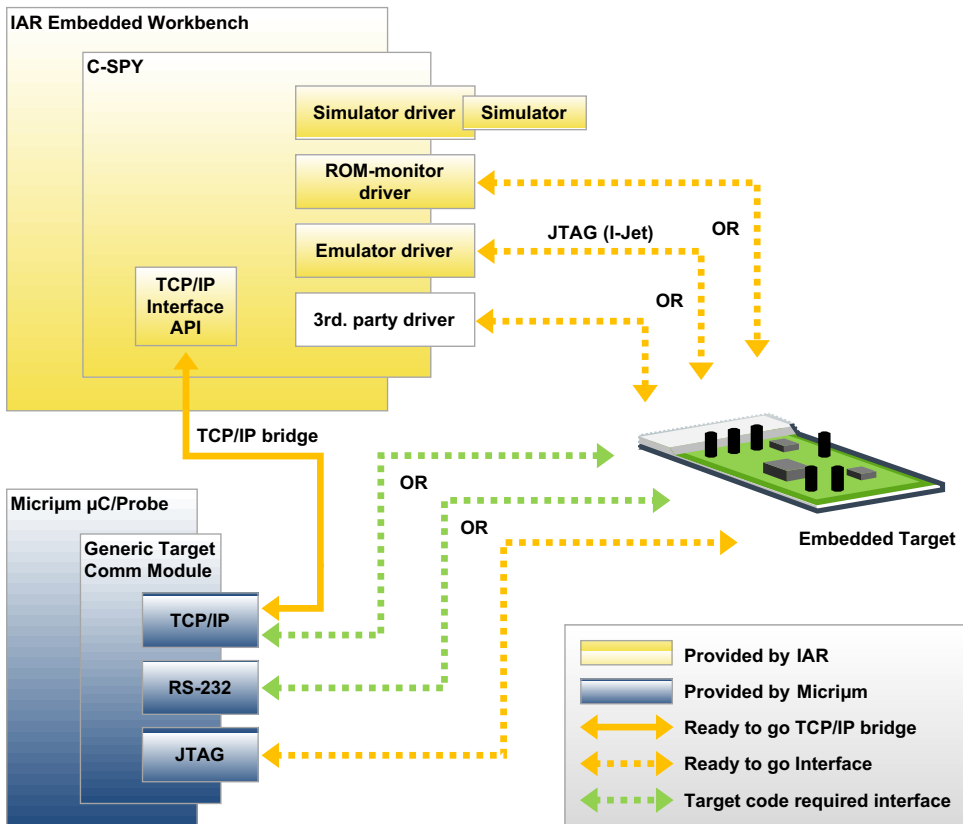 IAR Embedded Workbench
C-SPY
Simulator driver
Simulator
ROM-monitor
driver
Emulator driver
3rd. party driver
TCP/IP
Interface
API
JTAG (I-Jet)
OR
OR
TCP/IP bridge
OR
OR
Embedded Target
Micriµm µC/Probe
Generic Target
Comm Module
TCP/IP
RS-232
JTAG
Provided by IAR
Provided by Micriµm
Ready to go TCP/IP bridge
Ready to go Interface
Target code required interface